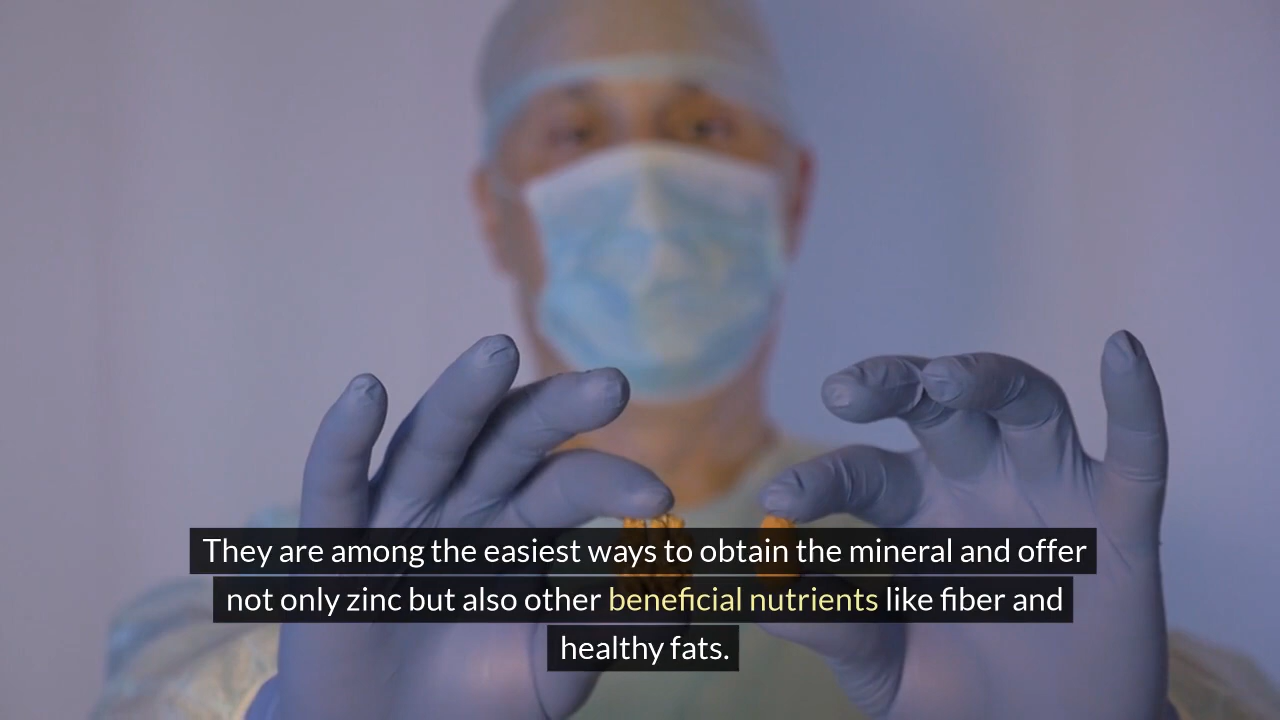 They are among the easiest ways to obtain the mineral and offer
not only zinc but also other beneficial nutrients like fiber and
healthy fats.